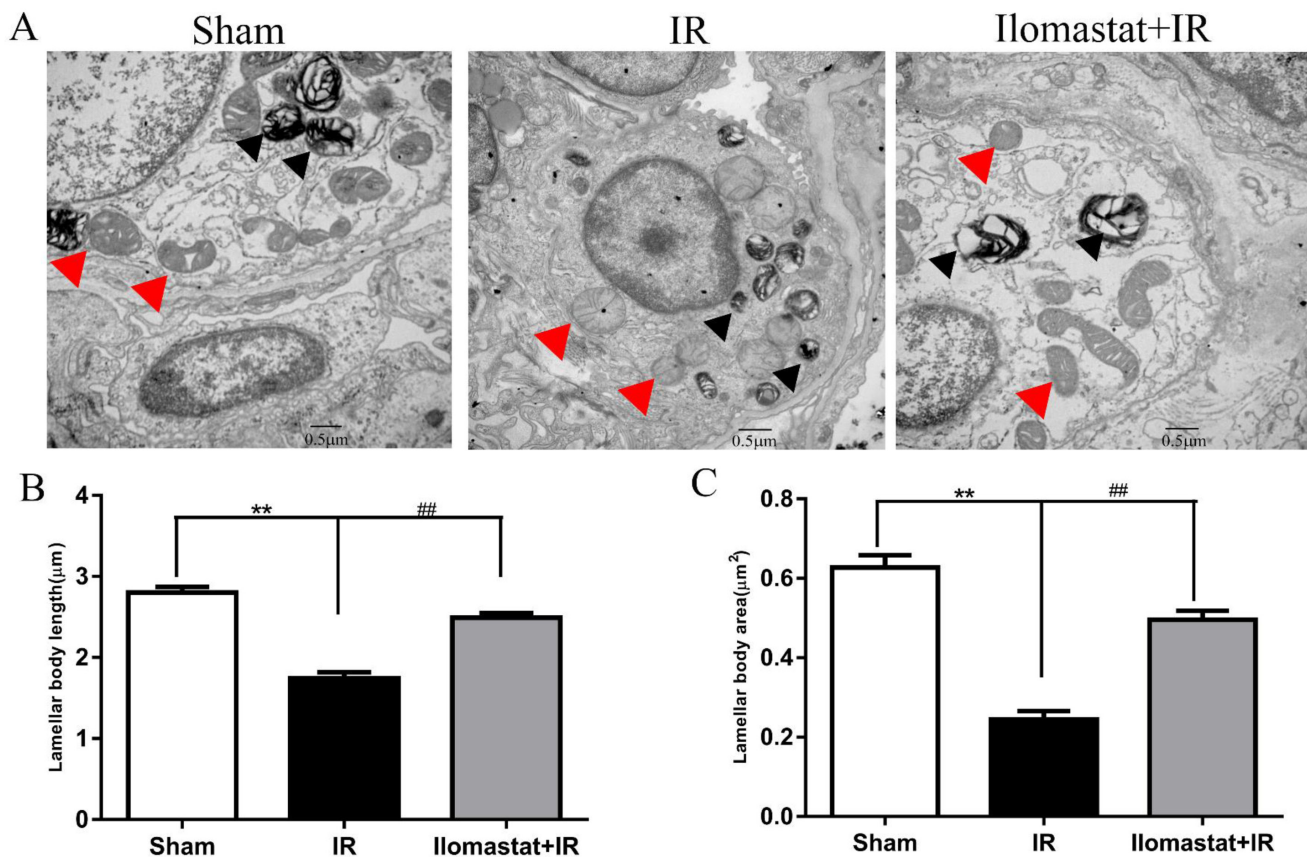 A
Sham
IR
Ilomastat+IR
0.5μm
0.5μm
0.5μm
B
Lamellar body length(μm)
4
3
2
1
0
**
##
Sham
IR
Ilomastat+IR
C
Lamellar body area(μm²)
0.8
0.6
0.4
0.2
0.0
**
##
Sham
IR
Ilomastat+IR